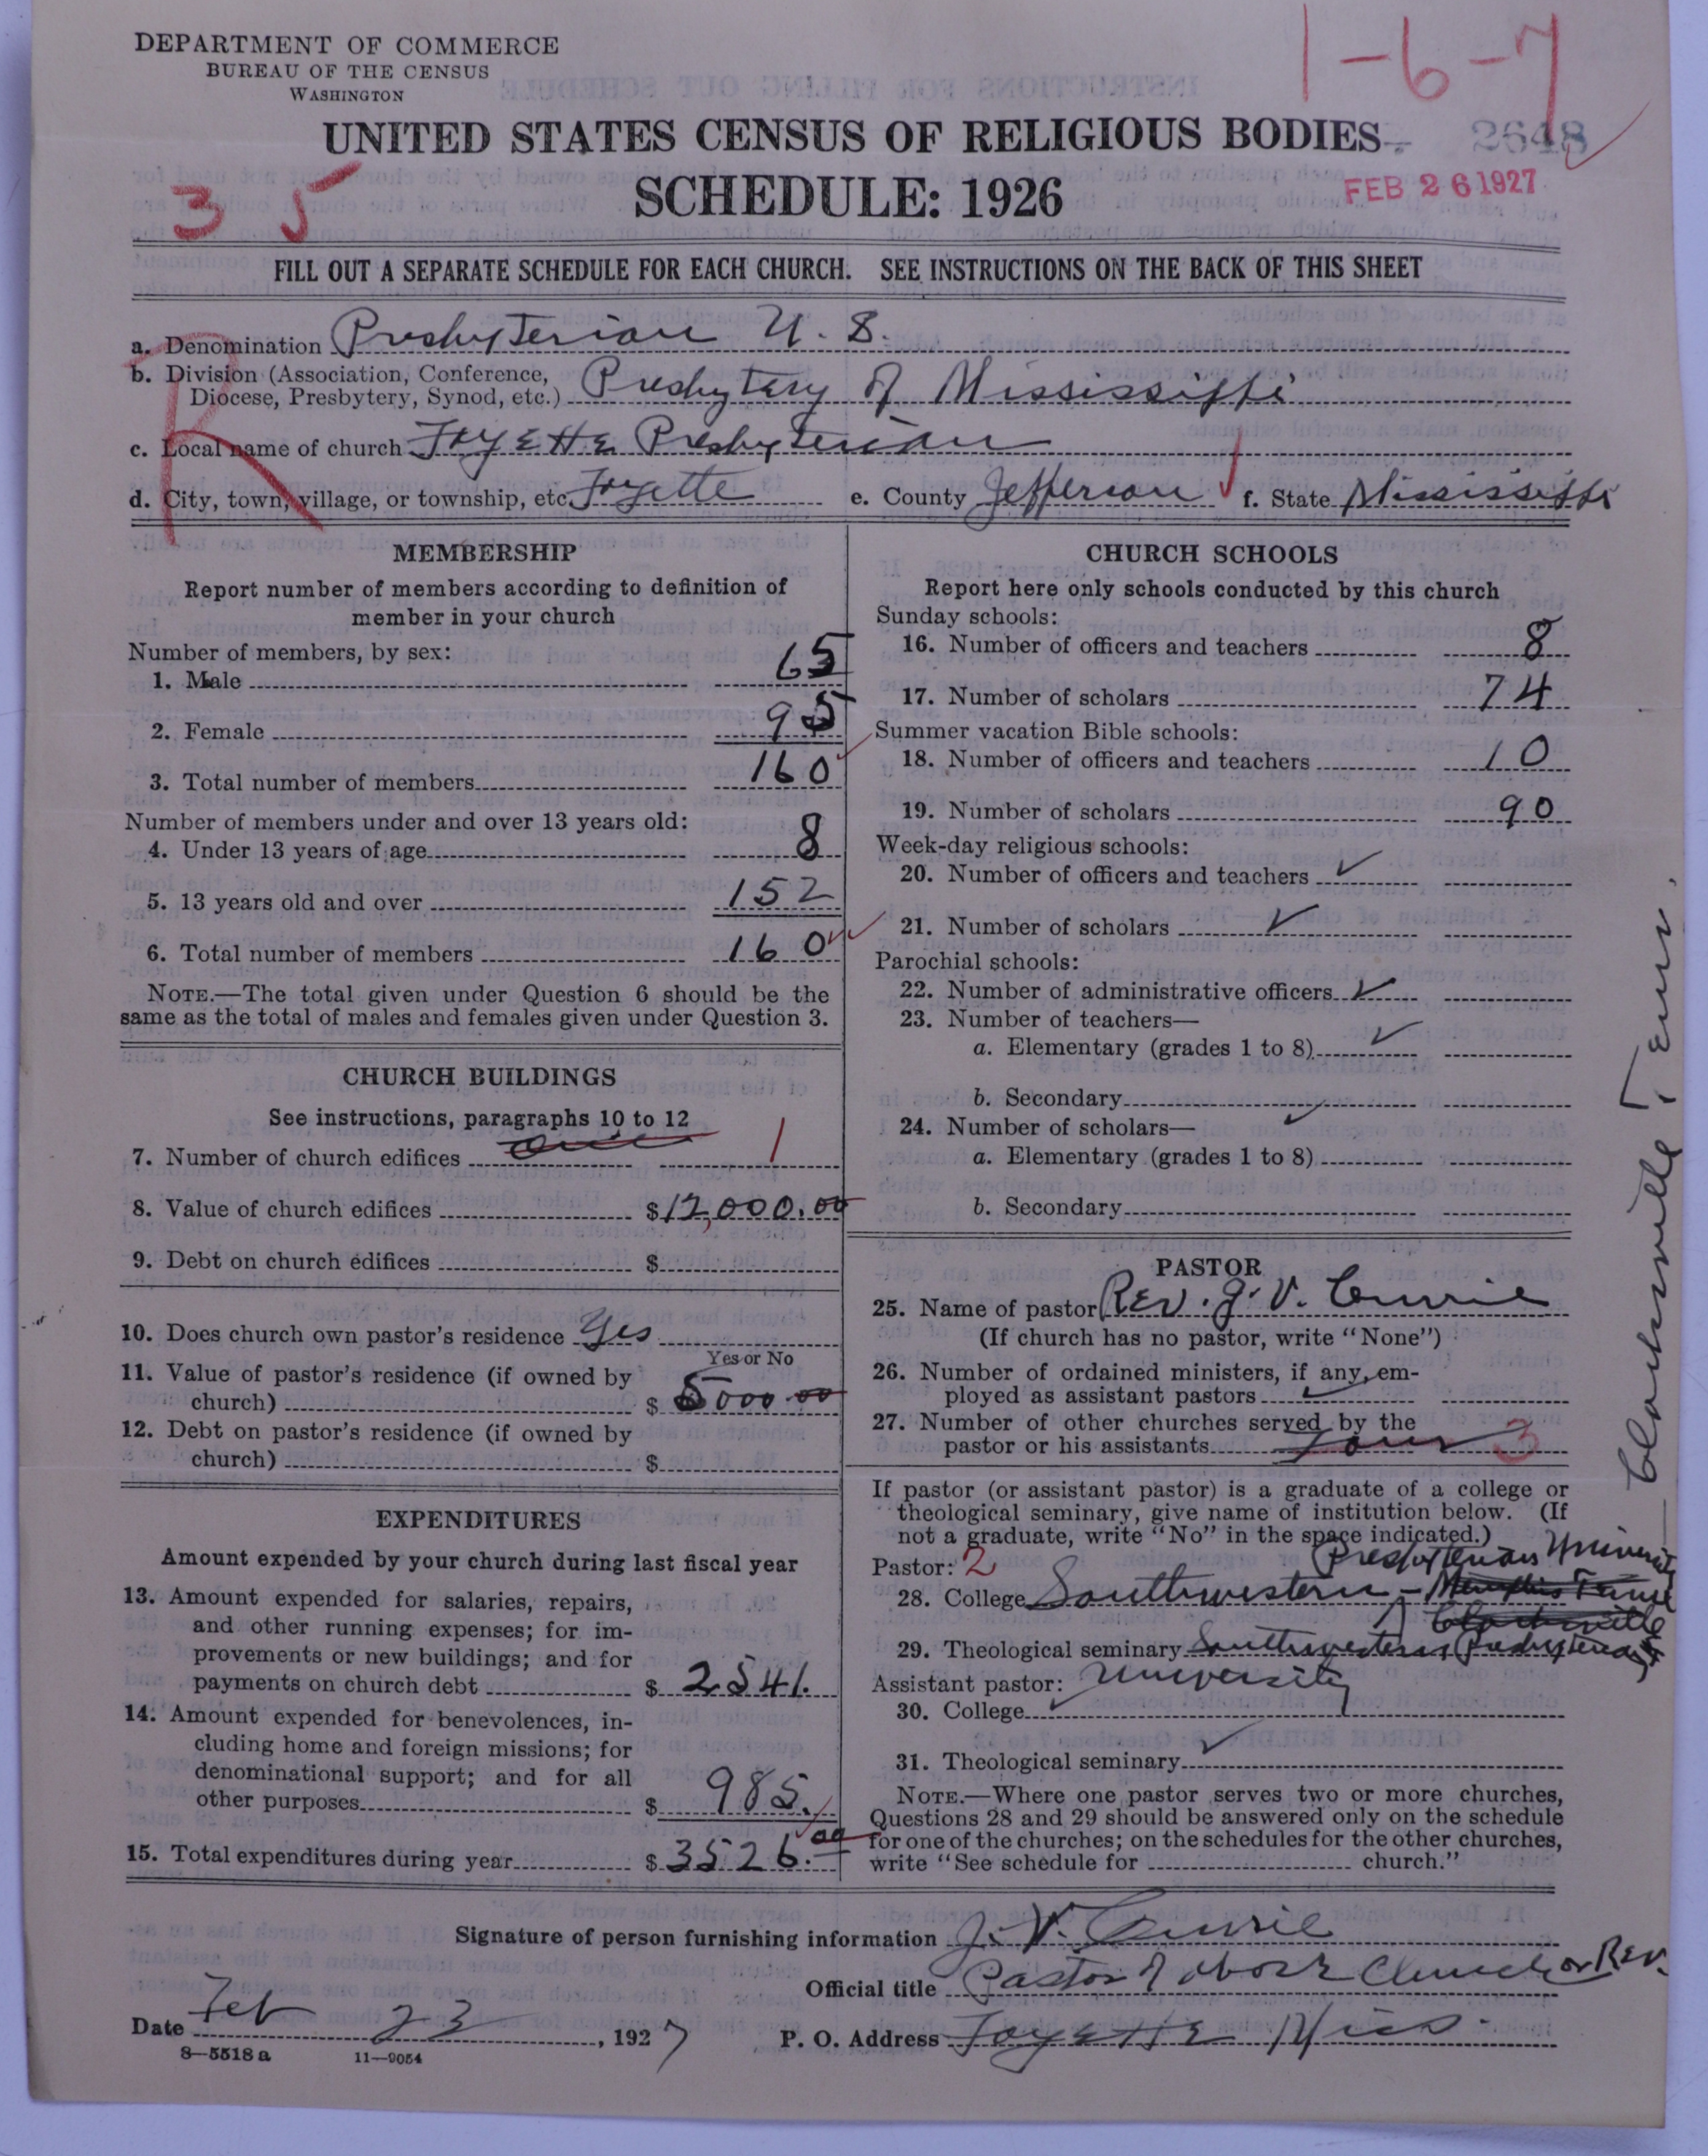 DEPARTMENT OF COMMERCE
BUREAU OF THE CENSUS
WASHINGTON
1-6-7
UNITED STATES CENSUS OF RELIGIOUS BODIES
2648
SCHEDULE: 1926
FEB 26 1927
35
FILL OUT A SEPARATE SCHEDULE FOR EACH CHURCH. SEE INSTRUCTIONS ON THE BACK OF THIS SHEET
R
a. Denomination Presbyterian U. S.
b. Division (Association, Conference, Diocese, Presbytery, Synod, etc.) Presbytery of Mississippi
c. Local name of church Fayette Presbyterian
d. City, town, village, or township, etc. Fayette e. County Jefferson f. State Mississippi
MEMBERSHIP
Report number of members according to definition of
member in your church
Number of members, by sex:
1. Male 65
2. Female 95
3. Total number of members 160
Number of members under and over 13 years old:
4. Under 13 years of age 8
5. 13 years old and over 152
6. Total number of members 160
NOTE.—The total given under Question 6 should be the
same as the total of males and females given under Question 3.
CHURCH BUILDINGS
See instructions, paragraphs 10 to 12
7. Number of church edifices one 1
8. Value of church edifices $12,000.00
9. Debt on church edifices $
10. Does church own pastor's residence Yes
Yes or No
11. Value of pastor's residence (if owned by
church) $ 5000.00
12. Debt on pastor's residence (if owned by
church) $
EXPENDITURES
Amount expended by your church during last fiscal year
13. Amount expended for salaries, repairs,
and other running expenses; for im-
provements or new buildings; and for
payments on church debt $ 2541.
14. Amount expended for benevolences, in-
cluding home and foreign missions; for
denominational support; and for all
other purposes $ 985.
15. Total expenditures during year $ 3526.00
CHURCH SCHOOLS
Report here only schools conducted by this church
Sunday schools:
16. Number of officers and teachers 8
17. Number of scholars 74
Summer vacation Bible schools:
18. Number of officers and teachers 10
19. Number of scholars 90
Week-day religious schools:
20. Number of officers and teachers ✓
21. Number of scholars ✓
Parochial schools:
22. Number of administrative officers ✓
23. Number of teachers—
a. Elementary (grades 1 to 8) ✓
b. Secondary
24. Number of scholars— ✓
a. Elementary (grades 1 to 8)
b. Secondary
PASTOR
25. Name of pastor Rev. J. V. Currie
(If church has no pastor, write "None")
26. Number of ordained ministers, if any, em-
ployed as assistant pastors ✓
27. Number of other churches served by the
pastor or his assistants Four 3
If pastor (or assistant pastor) is a graduate of a college or
theological seminary, give name of institution below. (If
not a graduate, write "No" in the space indicated.)
Pastor: 2 Presbyterian University
28. College Southwestern - Memphis Tenn
Clarksville
29. Theological seminary Southwestern Presbyterian
Assistant pastor: University
30. College ✓
31. Theological seminary ✓
NOTE.—Where one pastor serves two or more churches,
Questions 28 and 29 should be answered only on the schedule
for one of the churches; on the schedules for the other churches,
write "See schedule for church."
Clarksville Tenn.
Signature of person furnishing information J. V. Currie
Official title Pastor of above Church or Rev.
Date Feb 23, 1927 P. O. Address Fayette Miss.
8—5518 a 11—9054